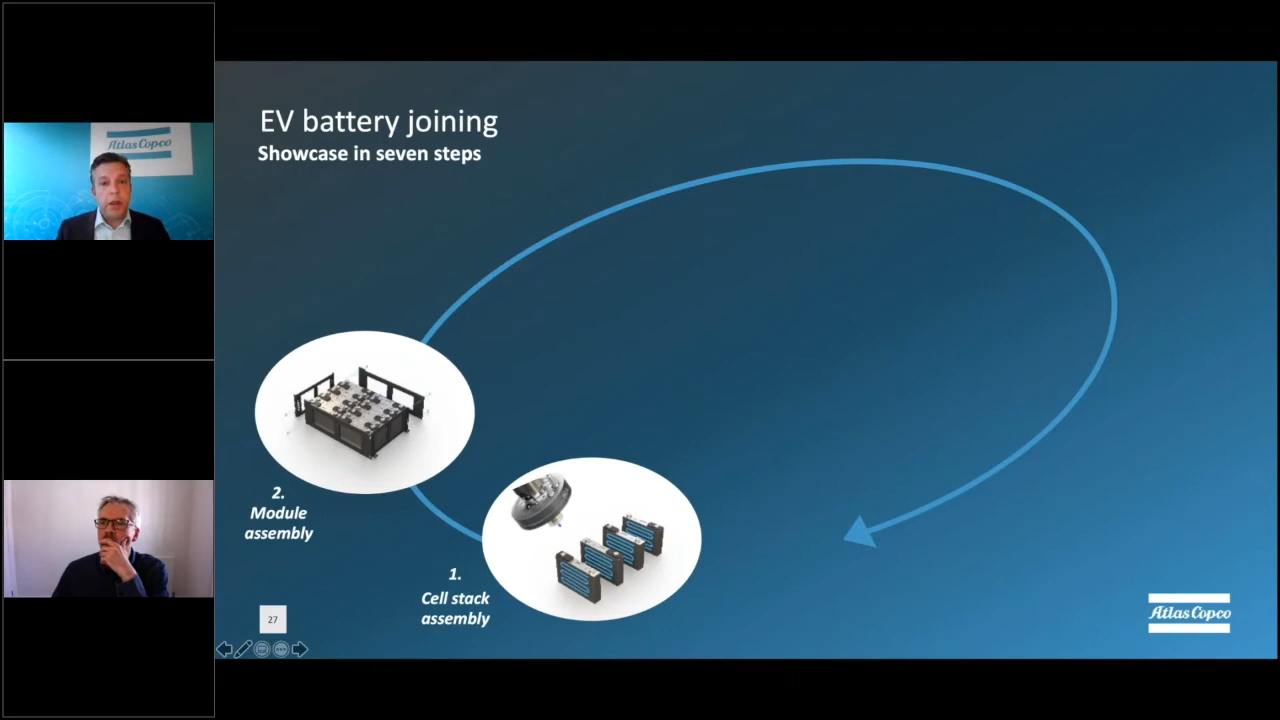 Atlas Copco
EV battery joining
Showcase in seven steps
2.
Module
assembly
1.
Cell stack
assembly
27
Atlas Copco